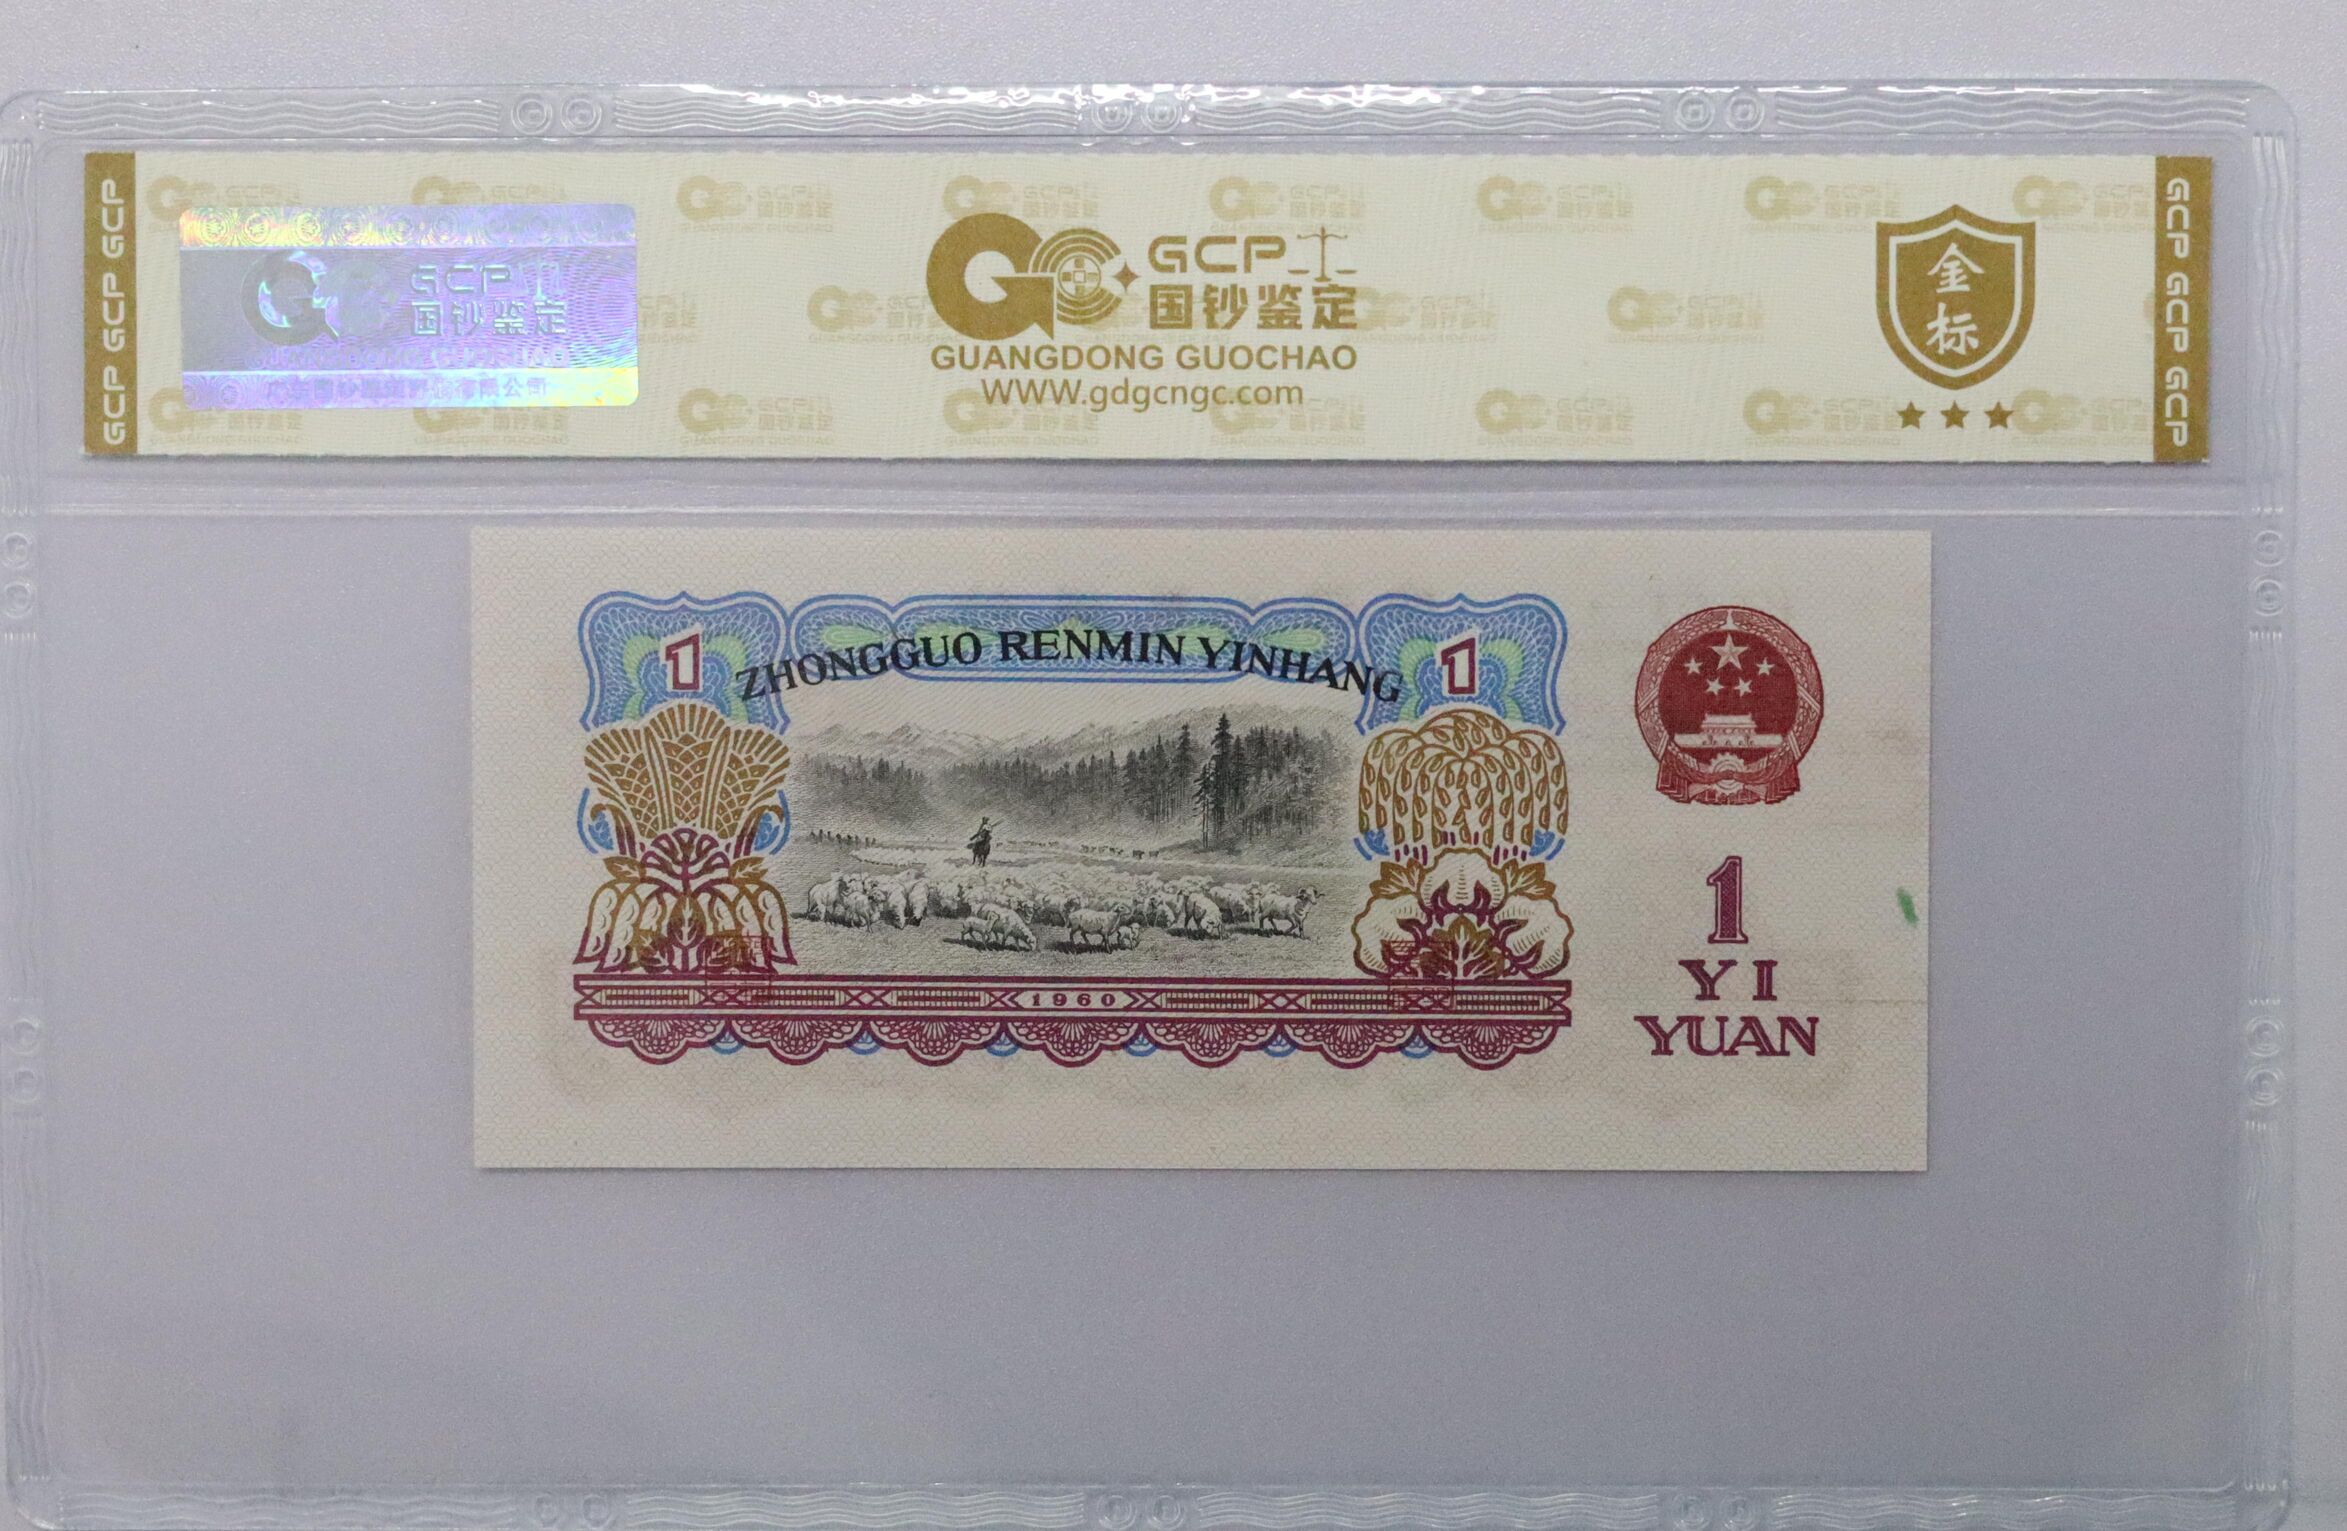 GCP GCP GCP
GCP
国钞鉴定
GUANGDONG GUOCHAO
GCP
国钞鉴定
GUANGDONG GUOCHAO
WWW.gdgcngc.com
金
标
GCP GCP GCP
ZHONGGUO RENMIN YINHANG
1
1
1960
1
YI
YUAN